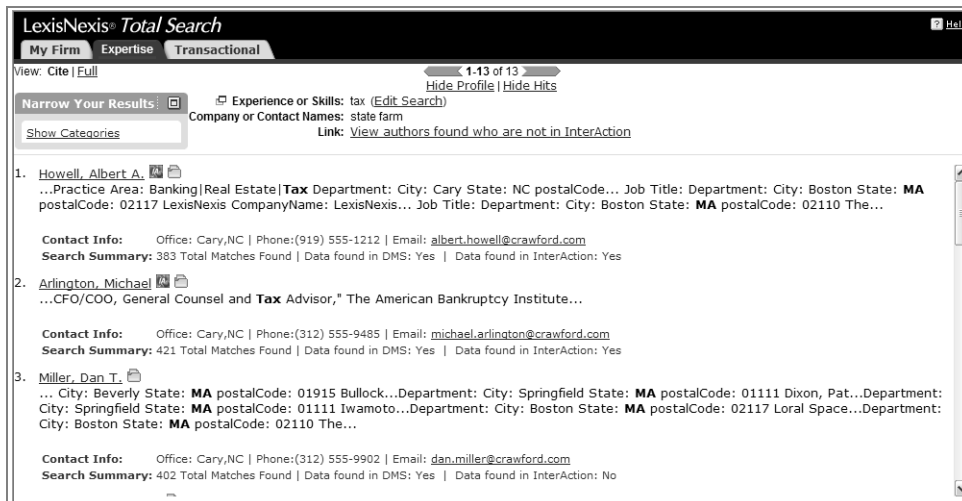 LexisNexis® Total Search
? Hel
My Firm Expertise Transactional
View: Cite | Full
1-13 of 13
Hide Profile | Hide Hits
Narrow Your Results
Show Categories
Experience or Skills: tax (Edit Search)
Company or Contact Names: state farm
Link: View authors found who are not in InterAction
1. Howell, Albert A.
...Practice Area: Banking|Real Estate|Tax Department: City: Cary State: NC postalCode... Job Title: Department: City: Boston State: MA
postalCode: 02117 LexisNexis CompanyName: LexisNexis... Job Title: Department: City: Boston State: MA postalCode: 02110 The...
Contact Info: Office: Cary,NC | Phone:(919) 555-1212 | Email: albert.howell@crawford.com
Search Summary: 383 Total Matches Found | Data found in DMS: Yes | Data found in InterAction: Yes
2. Arlington, Michael
...CFO/COO, General Counsel and Tax Advisor," The American Bankruptcy Institute...
Contact Info: Office: Cary,NC | Phone:(312) 555-9485 | Email: michael.arlington@crawford.com
Search Summary: 421 Total Matches Found | Data found in DMS: Yes | Data found in InterAction: Yes
3. Miller, Dan T.
... City: Beverly State: MA postalCode: 01915 Bullock...Department: City: Springfield State: MA postalCode: 01111 Dixon, Pat...Department:
City: Springfield State: MA postalCode: 01111 Iwamoto...Department: City: Boston State: MA postalCode: 02117 Loral Space...Department:
City: Boston State: MA postalCode: 02110 The...
Contact Info: Office: Cary,NC | Phone:(312) 555-9902 | Email: dan.miller@crawford.com
Search Summary: 402 Total Matches Found | Data found in DMS: Yes | Data found in InterAction: No